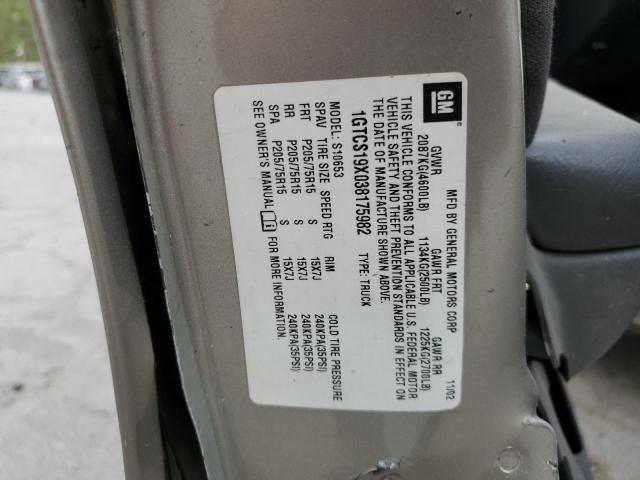 GM
MFD BY GENERAL MOTORS CORP 11/02
GVWR GAWR FRT GAWR RR
2087KG(4600LB) 1134KG(2500LB) 1225KG(2700LB)
THIS VEHICLE CONFORMS TO ALL APPLICABLE U.S. FEDERAL MOTOR
VEHICLE SAFETY AND THEFT PREVENTION STANDARDS IN EFFECT ON
THE DATE OF MANUFACTURE SHOWN ABOVE.
1GTCS19X038175982 TYPE: TRUCK
MODEL: S10653
SPAV TIRE SIZE SPEED RTG RIM COLD TIRE PRESSURE
FRT P205/75R15 S 15X7J 240KPA(35PSI)
RR P205/75R15 S 15X7J 240KPA(35PSI)
SPA P205/75R15 S 15X7J 240KPA(35PSI)
SEE OWNER'S MANUAL FOR MORE INFORMATION.